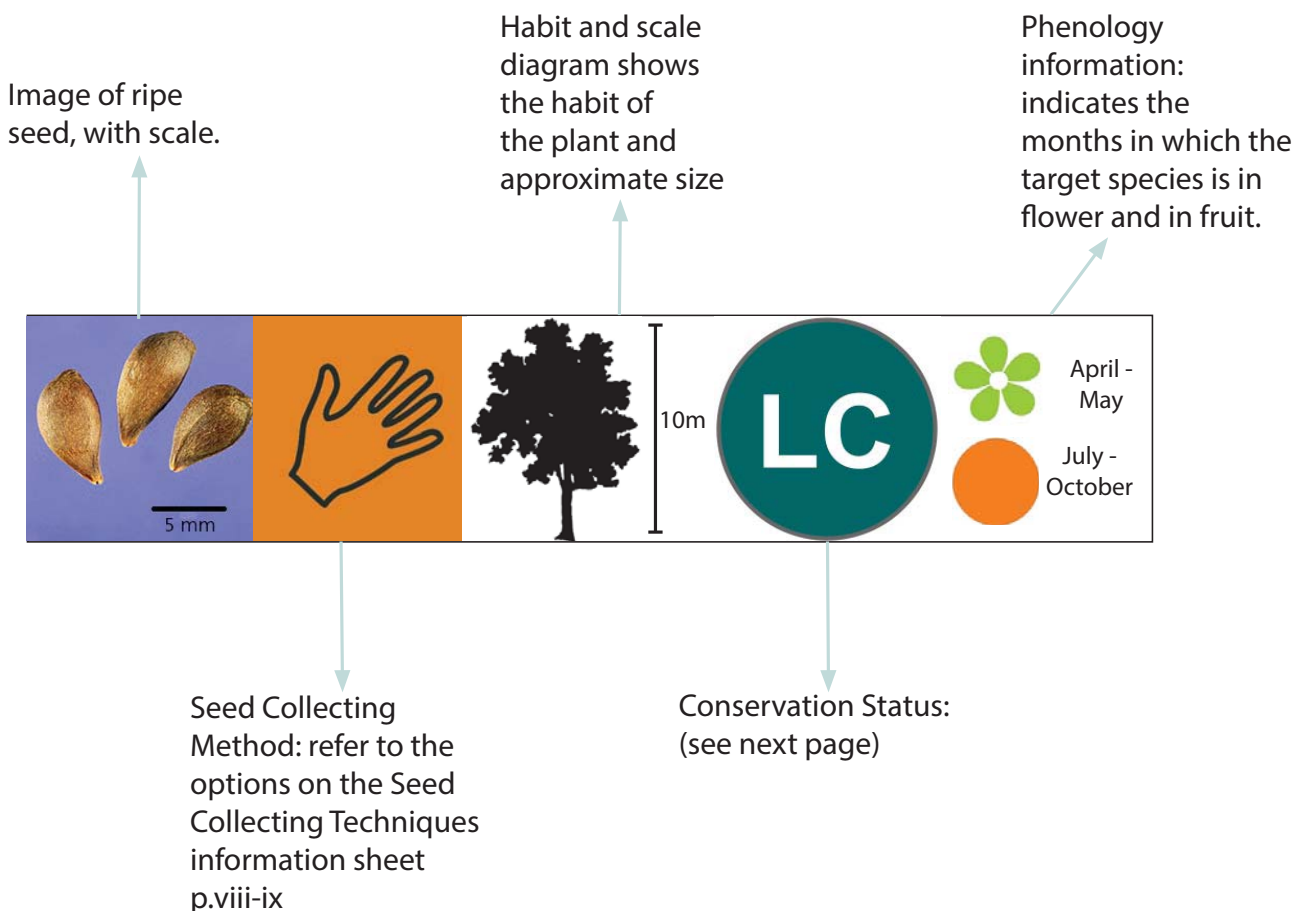 Image of ripe
seed, with scale.
Habit and scale
diagram shows
the habit of
the plant and
approximate size
Phenology
information:
indicates the
months in which the
target species is in
flower and in fruit.
5 mm
10m
LC
April -
May
July -
October
Seed Collecting
Method: refer to the
options on the Seed
Collecting Techniques
information sheet
p.viii-ix
Conservation Status:
(see next page)